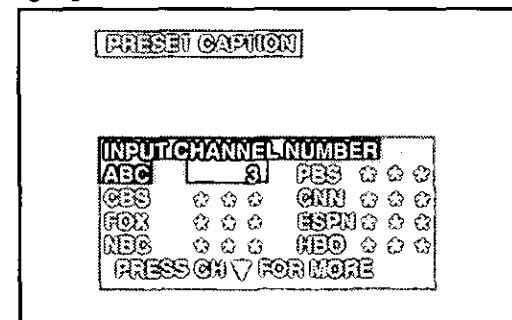 PRESET CAPTION
INPUT CHANNEL NUMBER
ABC 3 PBS ✩ ✩ ✩
CBS ✩ ✩ ✩ CNN ✩ ✩ ✩
FOX ✩ ✩ ✩ ESPN ✩ ✩ ✩
NBC ✩ ✩ ✩ HBO ✩ ✩ ✩
PRESS CH ▽ FOR MORE